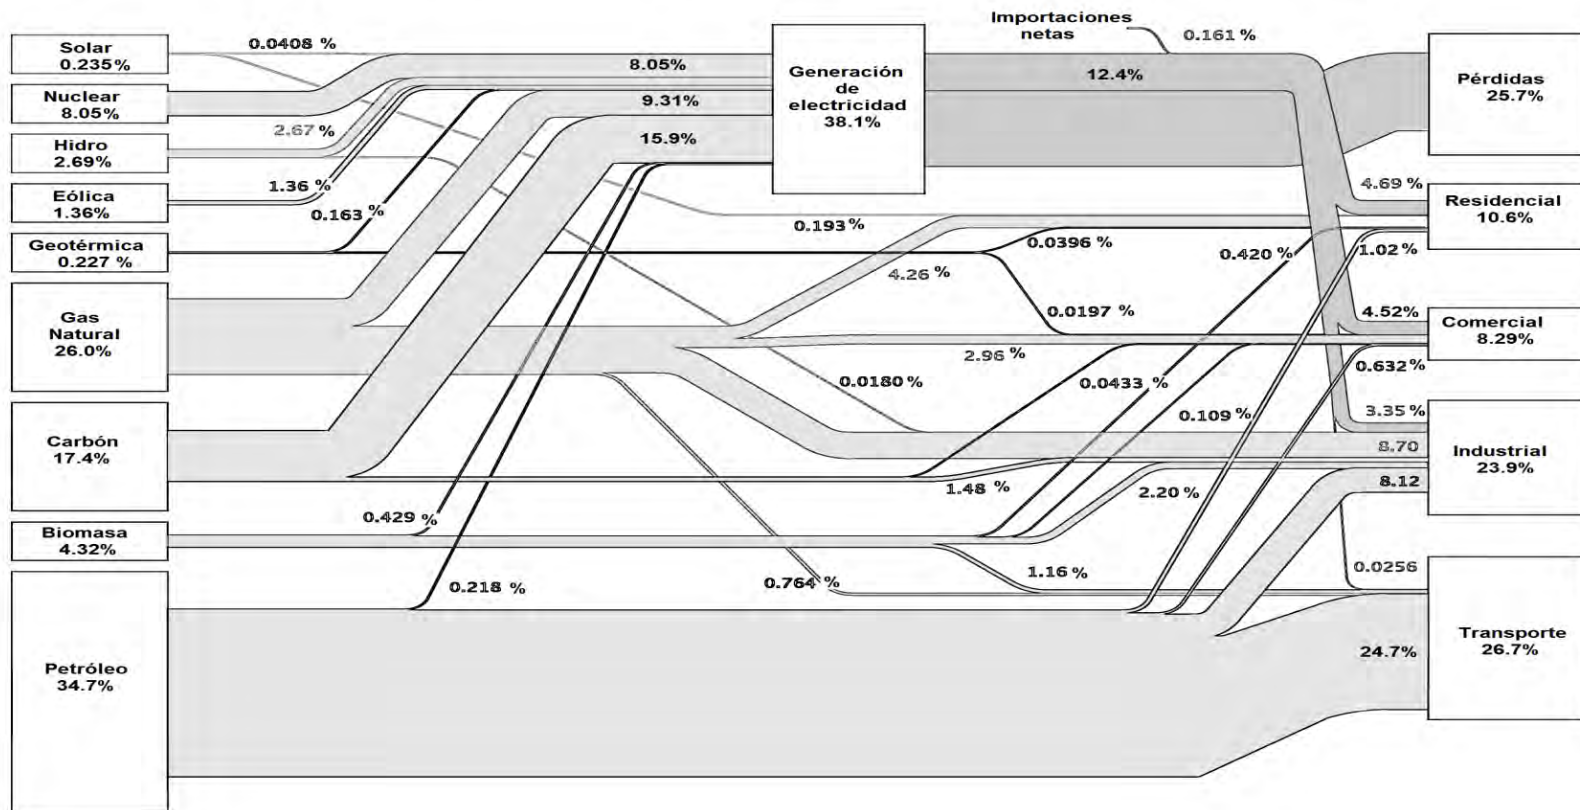 Solar
0.235%
Nuclear
8.05%
Hidro
2.69%
Eólica
1.36%
Geotérmica
0.227 %
Gas
Natural
26.0%
Carbón
17.4%
Biomasa
4.32%
Petróleo
34.7%
0.0408 %
8.05%
9.31%
15.9%
2.67 %
1.36 %
0.163 %
Generación
de
electricidad
38.1%
Importaciones
netas
0.161 %
12.4%
Pérdidas
25.7%
4.69 %
Residencial
10.6%
0.193 %
0.0396 %
0.420 %
1.02%
4.26 %
0.0197 %
4.52%
Comercial
8.29%
2.96 %
0.632 %
0.0180 %
0.0433 %
0.109 %
3.35 %
8.70
8.12
Industrial
23.9%
1.48 %
2.20 %
0.429 %
0.218 %
0.764 %
1.16 %
0.0256
24.7%
Transporte
26.7%